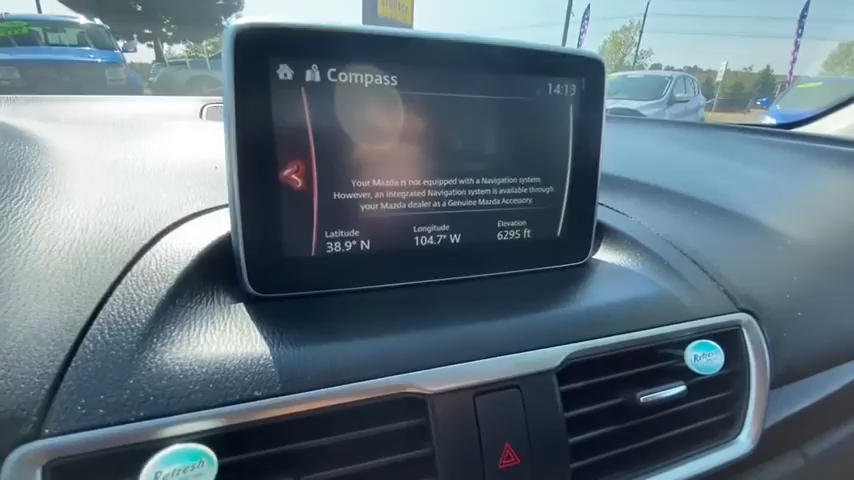 Compass
14:13
Your Mazda is not equipped with a Navigation system.
However, an integrated Navigation system is available through
your Mazda dealer as a Genuine Mazda Accessory.
Latitude
38.9° N
Longitude
104.7° W
Elevation
6295 ft
Refresh
Refresh